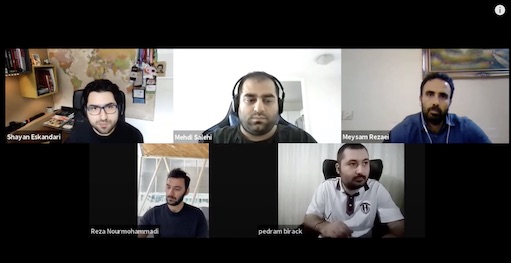 Shayan Eskandari
Mehdi Salehi
Meysam Rezaei
Reza Nourmohammadi
pedram birack